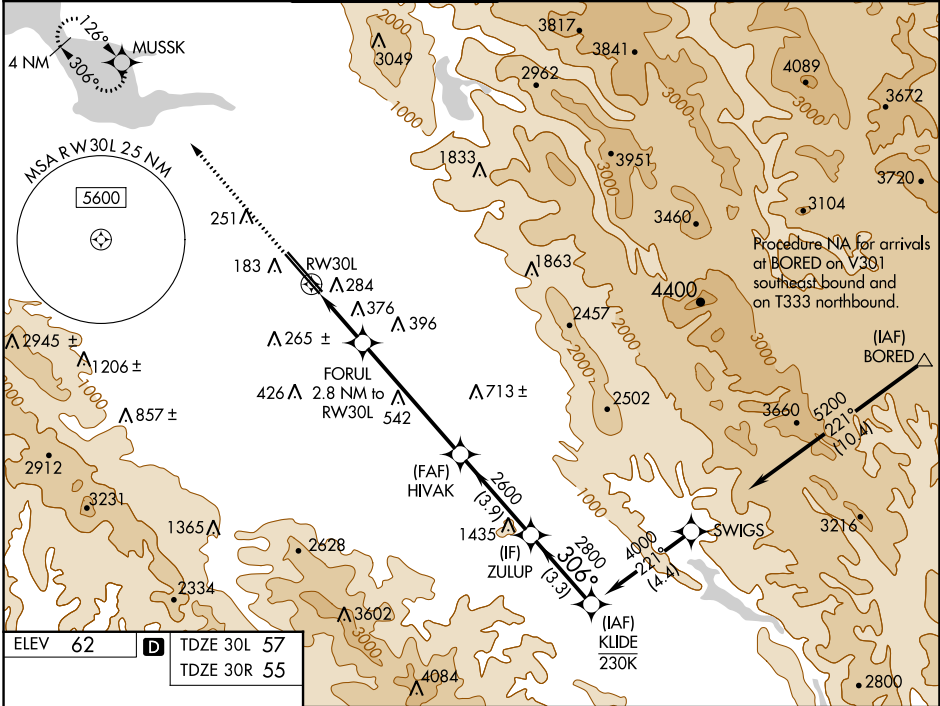 126°
MUSSK
4 NM
306°
2000
3049
1000
3817
3841
2962
3000
4089
3000
3672
3720
MSA RW30L 25 NM
5600
1833
3951
3000
3460
3104
251
183
RW30L
284
376
396
1863
4400
2457
2000
3000
Procedure NA for arrivals
at BORED on V301
southeast bound and
on T333 northbound.
(IAF)
BORED
2945 ±
1206 ±
2000
1000
265 ±
857 ±
FORUL
2.8 NM to
RW30L
426
542
713 ±
2502
3660
5200
221°
(10.4)
2912
3231
(FAF)
HIVAK
2600
(3.9)
1000
1365
1435
(IF)
ZULUP
2800
306°
(3.3)
4000
221°
(4.4)
SWIGS
3216
2628
2334
3602
3000
(IAF)
KLIDE
230K
4084
2800
ELEV 62
D
TDZE 30L 57
TDZE 30R 55